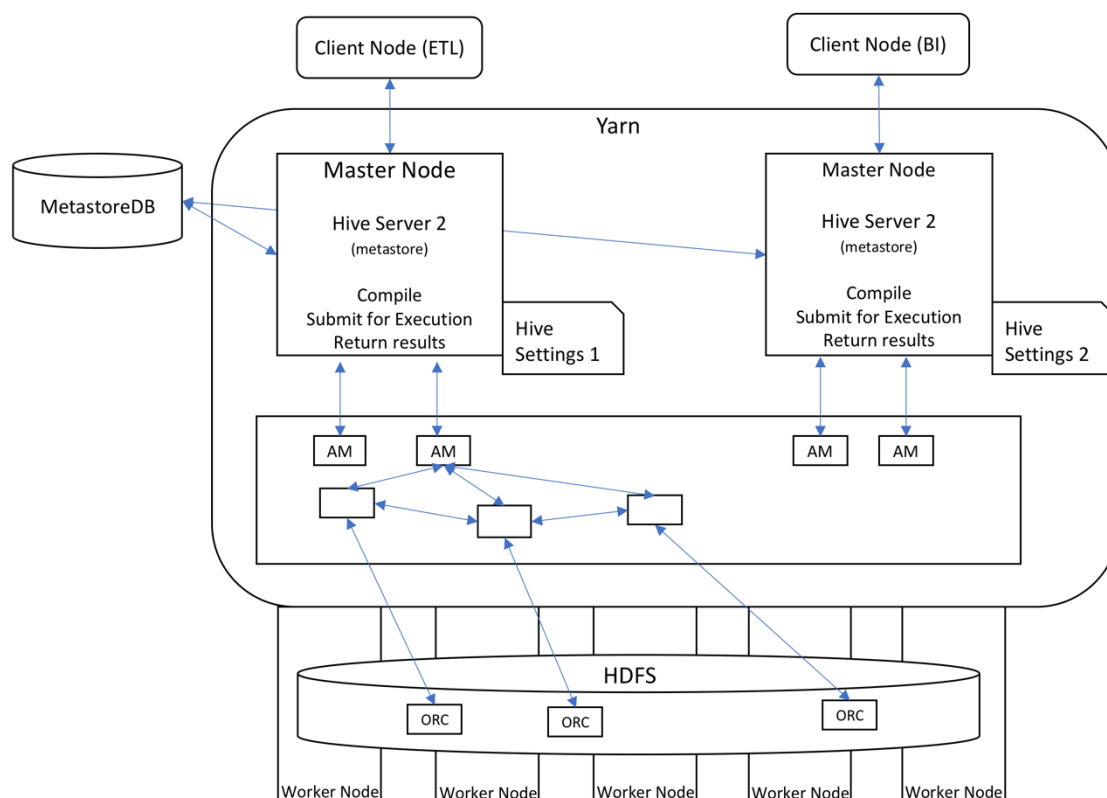 Client Node (ETL)
Client Node (BI)
Yarn
MetastoreDB
Master Node
Hive Server 2
(metastore)
Compile
Submit for Execution
Return results
Hive
Settings 1
Master Node
Hive Server 2
(metastore)
Compile
Submit for Execution
Return results
Hive
Settings 2
AM
AM
AM
AM
HDFS
ORC
ORC
ORC
Worker Node
Worker Node
Worker Node
Worker Node
Worker Node